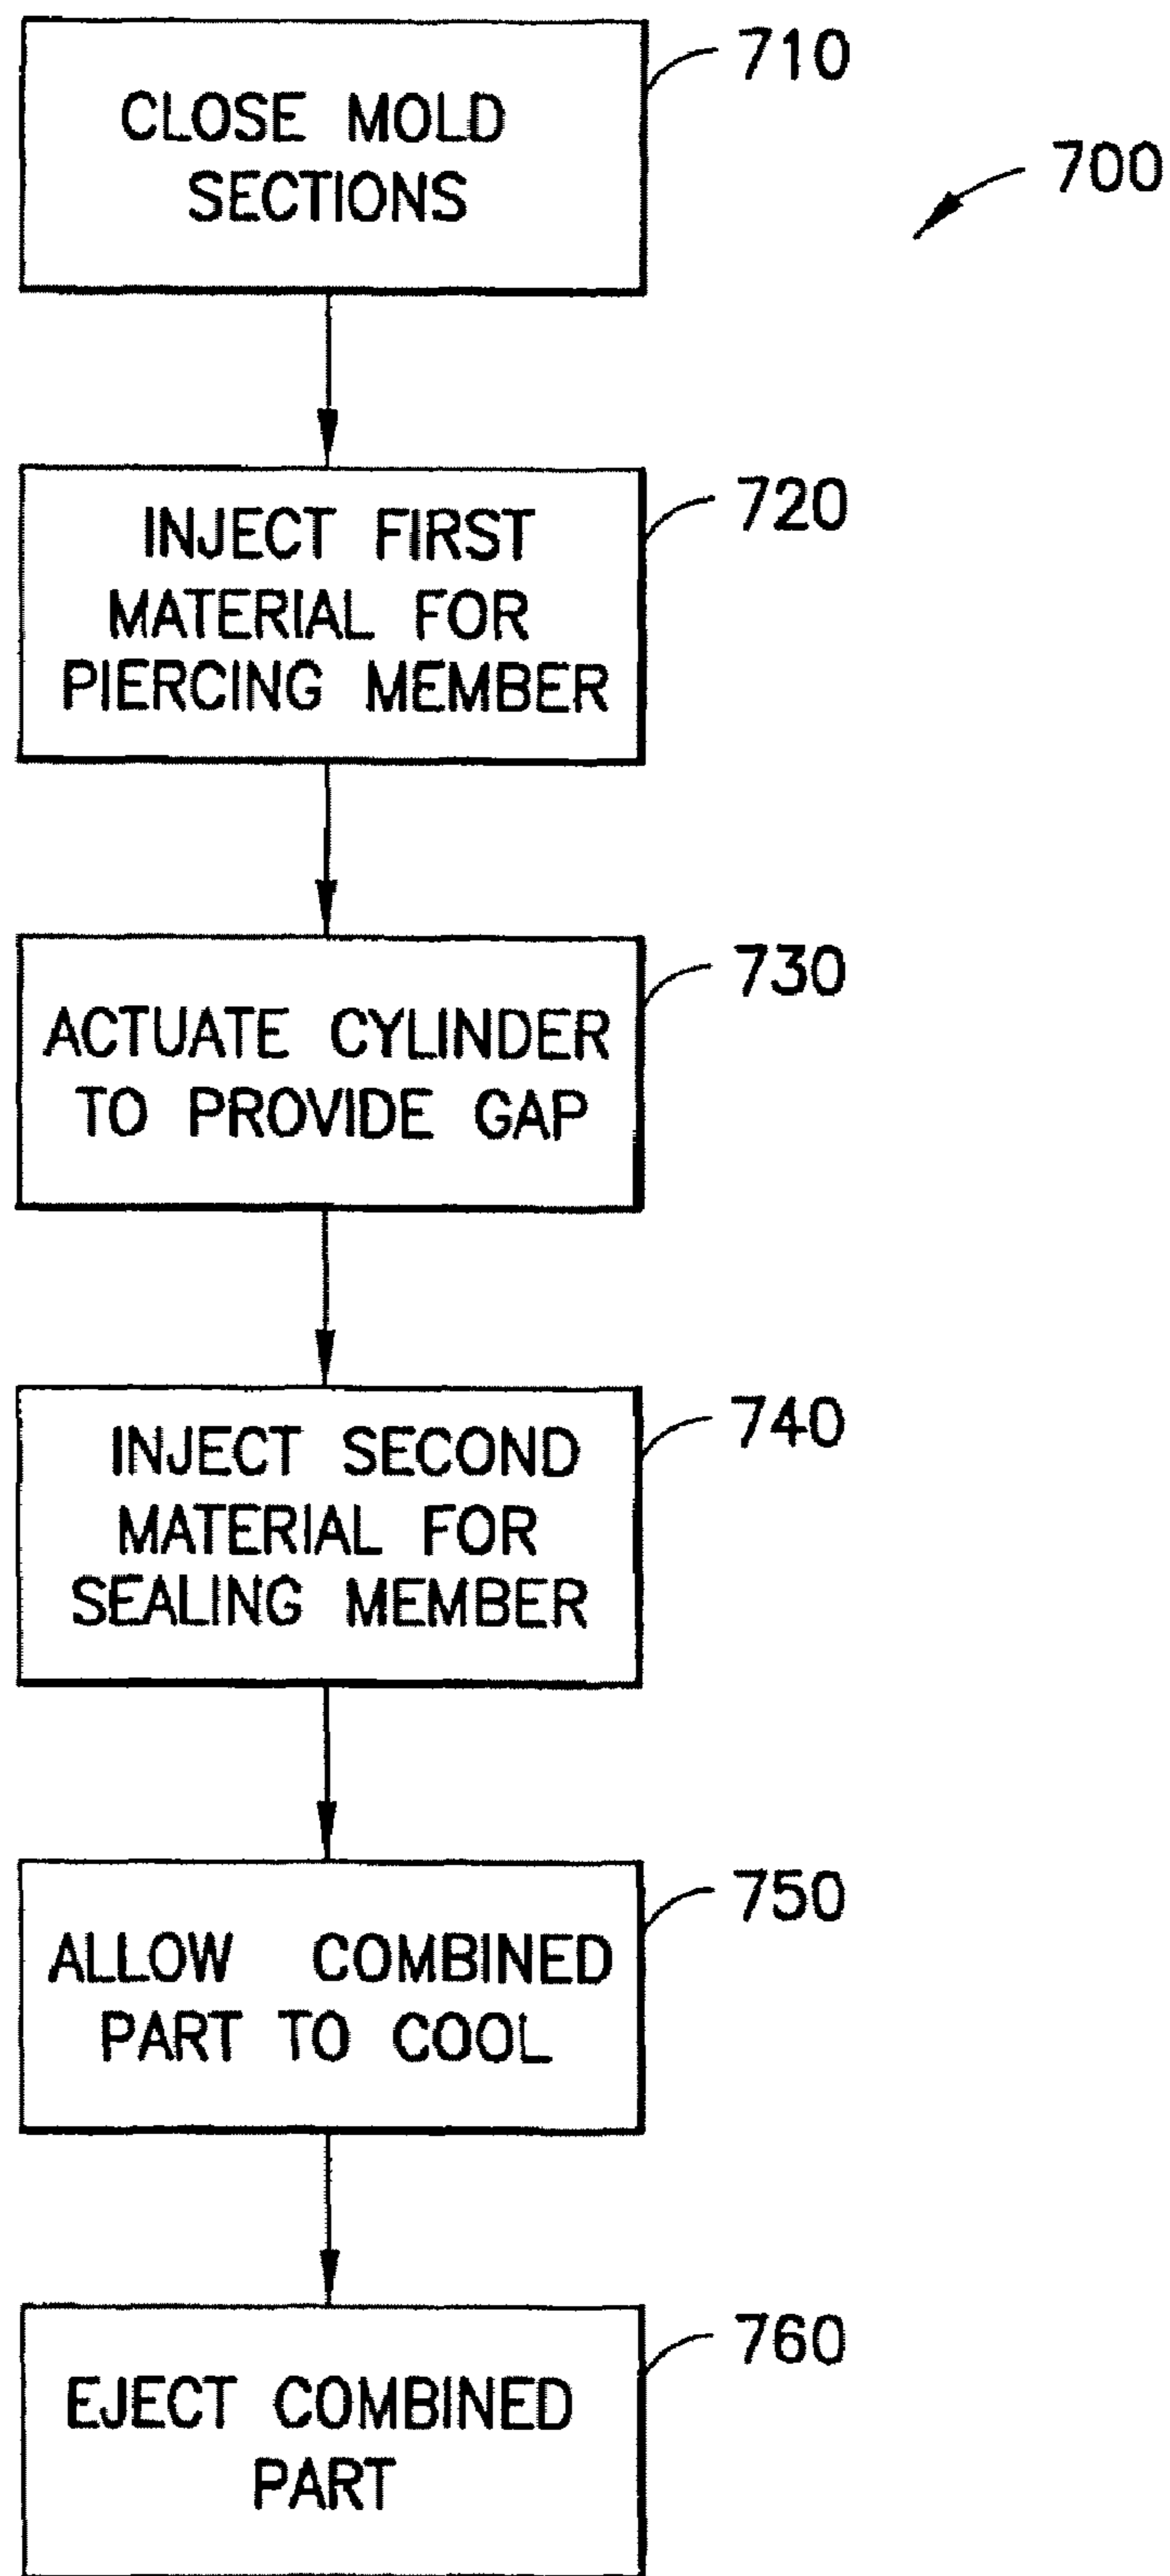 CLOSE MOLD
SECTIONS
710
700
INJECT FIRST
MATERIAL FOR
PIERCING MEMBER
720
ACTUATE CYLINDER
TO PROVIDE GAP
730
INJECT SECOND
MATERIAL FOR
SEALING MEMBER
740
ALLOW COMBINED
PART TO COOL
750
EJECT COMBINED
PART
760